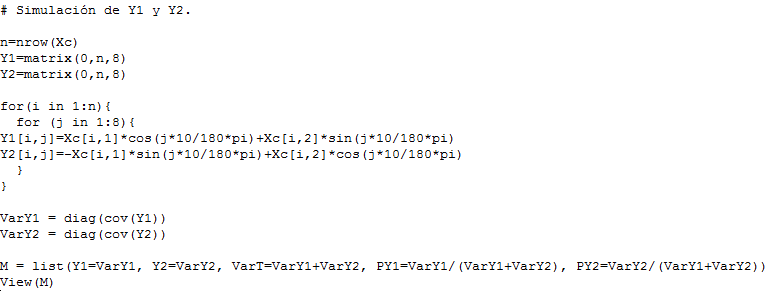 # Simulación de Y1 y Y2.
n=nrow(Xc)
Y1=matrix(0,n,8)
Y2=matrix(0,n,8)
for(i in 1:n){
  for (j in 1:8){
Y1[i,j]=Xc[i,1]*cos(j*10/180*pi)+Xc[i,2]*sin(j*10/180*pi)
Y2[i,j]=-Xc[i,1]*sin(j*10/180*pi)+Xc[i,2]*cos(j*10/180*pi)
  }
}
VarY1 = diag(cov(Y1))
VarY2 = diag(cov(Y2))
M = list(Y1=VarY1, Y2=VarY2, VarT=VarY1+VarY2, PY1=VarY1/(VarY1+VarY2), PY2=VarY2/(VarY1+VarY2))
View(M)